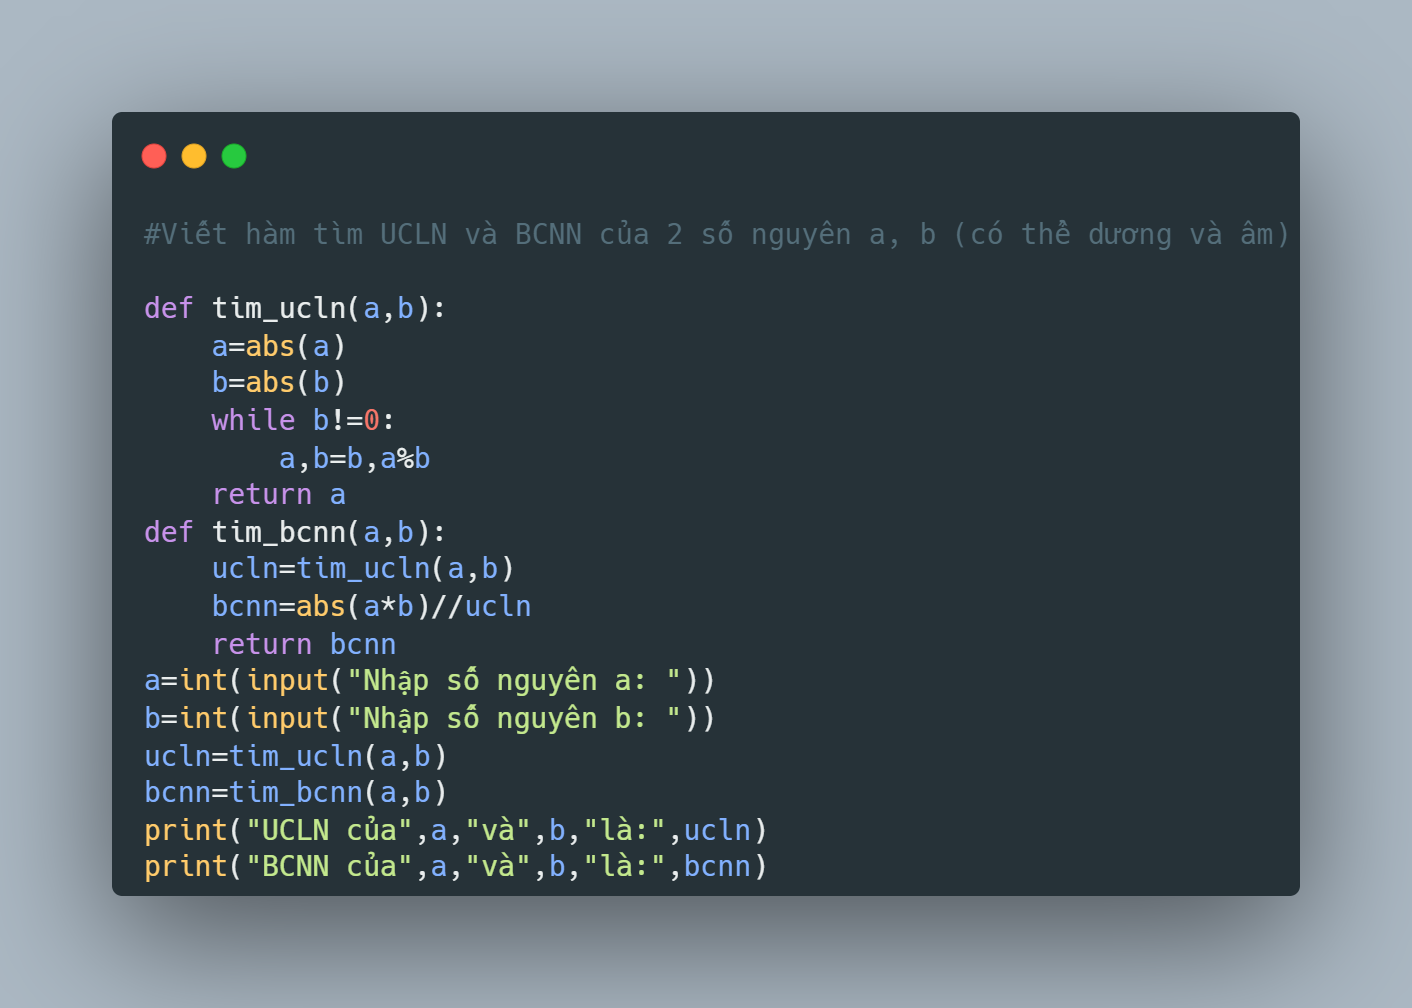 #Viết hàm tìm UCLN và BCNN của 2 số nguyên a, b (có thể dương và âm)
def tim_ucln(a,b):
    a=abs(a)
    b=abs(b)
    while b!=0:
        a,b=b,a%b
    return a
def tim_bcnn(a,b):
    ucln=tim_ucln(a,b)
    bcnn=abs(a*b)//ucln
    return bcnn
a=int(input("Nhập số nguyên a: "))
b=int(input("Nhập số nguyên b: "))
ucln=tim_ucln(a,b)
bcnn=tim_bcnn(a,b)
print("UCLN của",a,"và",b,"là:",ucln)
print("BCNN của",a,"và",b,"là:",bcnn)